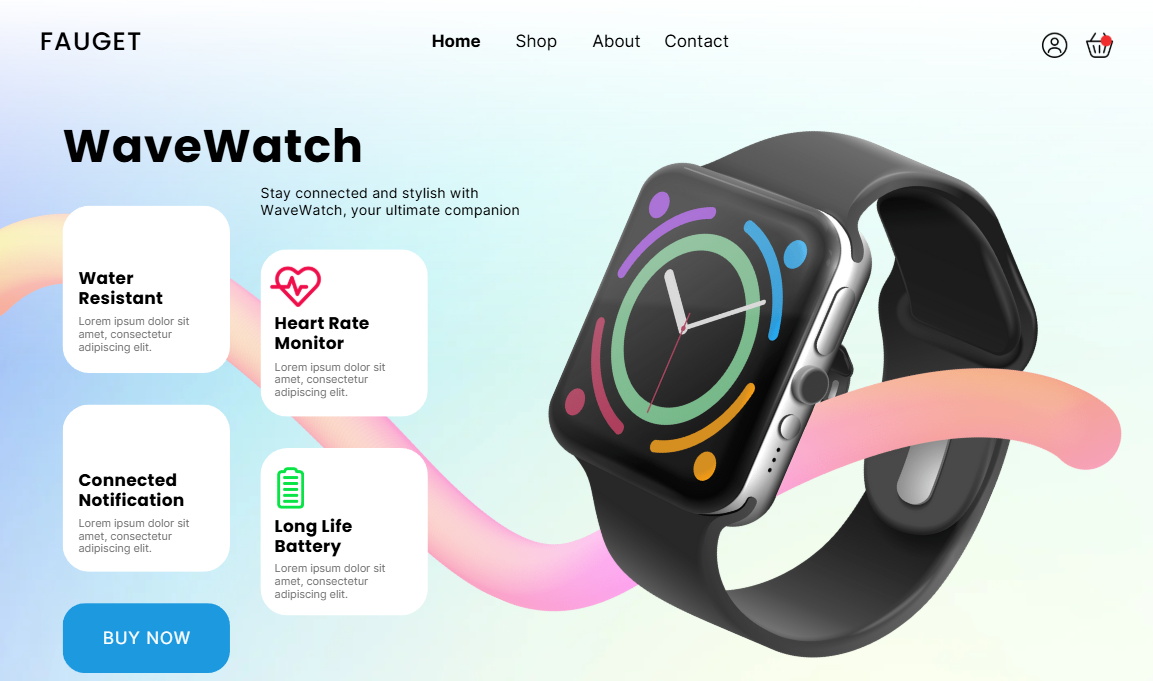 FAUGET
Home Shop About Contact
WaveWatch
Stay connected and stylish with
WaveWatch, your ultimate companion
Water
Resistant
Lorem ipsum dolor sit
amet, consectetur
adipiscing elit.
Heart Rate
Monitor
Lorem ipsum dolor sit
amet, consectetur
adipiscing elit.
Connected
Notification
Lorem ipsum dolor sit
amet, consectetur
adipiscing elit.
Long Life
Battery
Lorem ipsum dolor sit
amet, consectetur
adipiscing elit.
BUY NOW